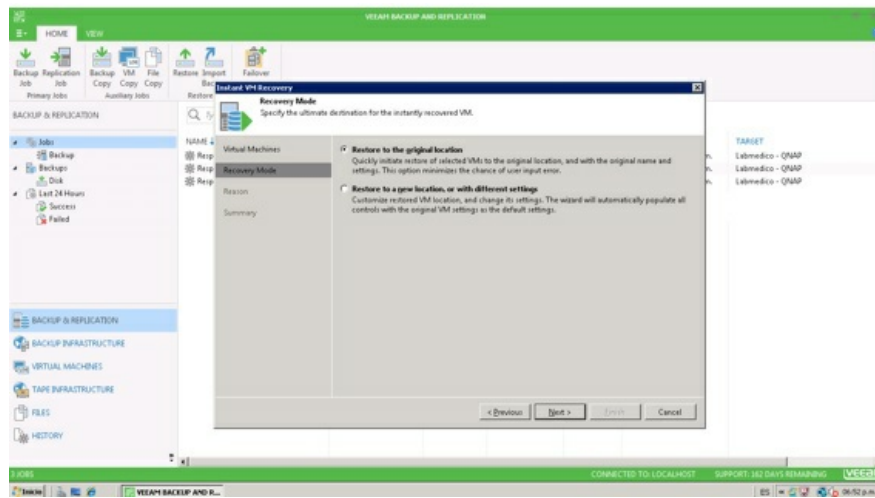 VEEAM BACKUP AND REPLICATION
HOME VIEW
Backup Job
Replication Job
Backup Copy
VM Copy
File Copy
Restore
Import
Failover
Primary Jobs
Auxiliary Jobs
Restore
BACKUP & REPLICATION
Jobs
Backup
Backups
Disk
Last 24 Hours
Success
Failed
NAME
Resp
Resp
Resp
TARGET
Labmedico - QNAP
Labmedico - QNAP
Labmedico - QNAP
Instant VM Recovery
Recovery Mode
Specify the ultimate destination for the instantly recovered VM.
Virtual Machines
Recovery Mode
Reason
Summary
Restore to the original location
Quickly initiate restore of selected VMs to the original location, and with the original name and
settings. This option minimizes the chance of user input error.
Restore to a new location, or with different settings
Customize restored VM location, and change its settings. The wizard will automatically populate all
controls with the original VM settings as the default settings.
< Previous
Next >
Finish
Cancel
BACKUP & REPLICATION
BACKUP INFRASTRUCTURE
VIRTUAL MACHINES
TAPE INFRASTRUCTURE
FILES
HISTORY
3 JOBS
CONNECTED TO: LOCALHOST
SUPPORT: 162 DAYS REMAINING
VEEAM
Inicio
VEEAM BACKUP AND R...
ES
06:52 p.m.